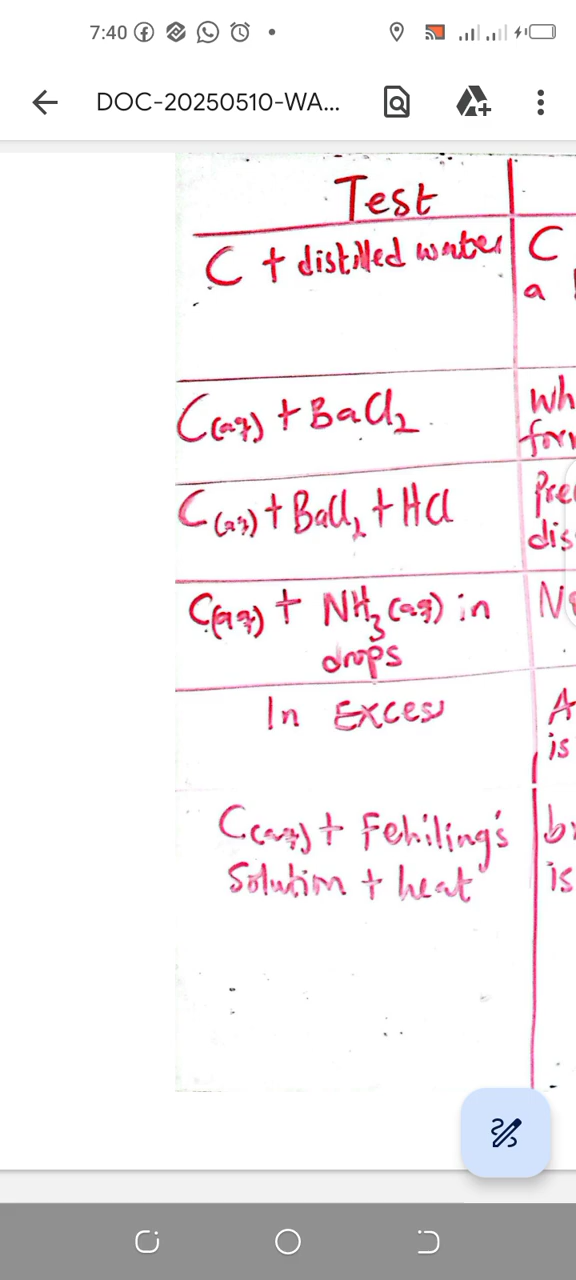 7:40
DOC-20250510-WA...
Test
C + distilled water C
a
C(aq) + BaCl2 Wh
for
C(aq) + BaCl2 + HCl Pre
dis
C(aq) + NH3(aq) in
drops
In Excess A
is
C(aq) + Fehiling's br
Solution + heat is